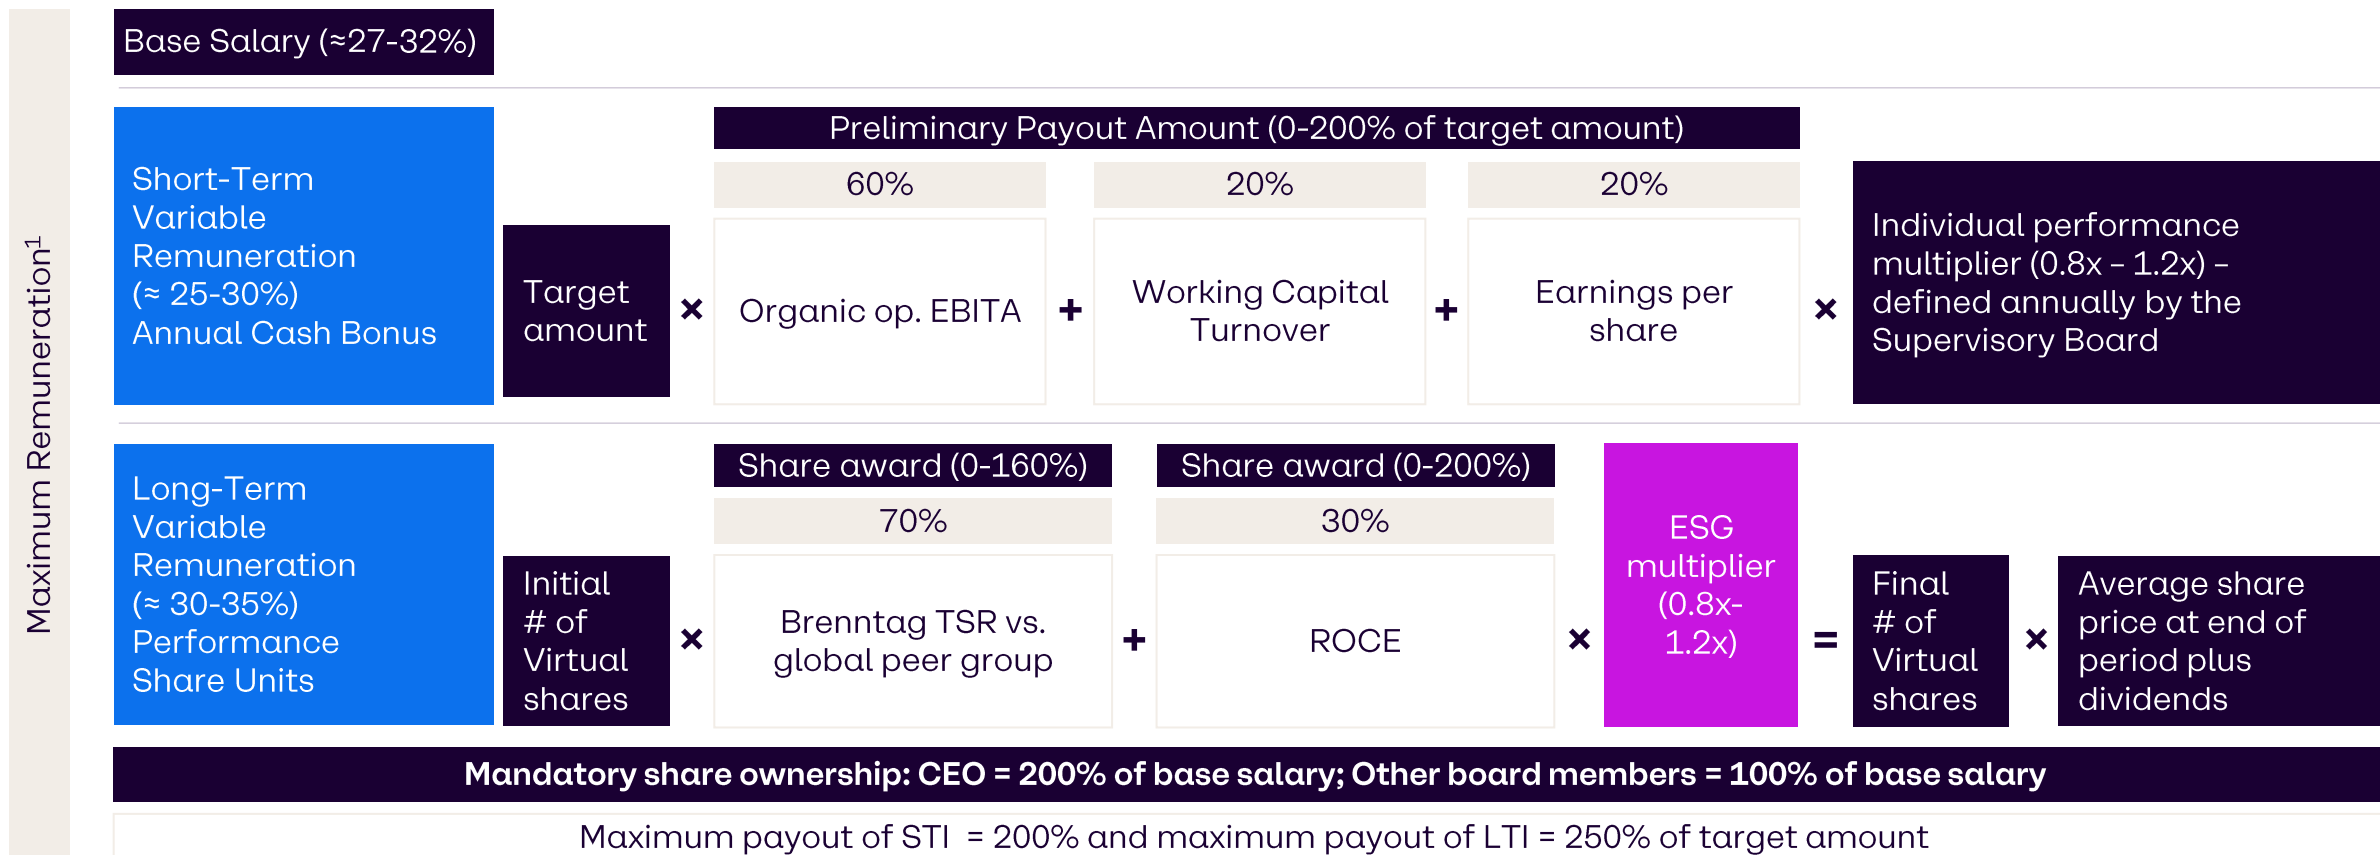 Maximum Remuneration¹
Base Salary (≈27-32%)
Short-Term
Variable
Remuneration
(≈ 25-30%)
Annual Cash Bonus
Target
amount
×
Preliminary Payout Amount (0-200% of target amount)
60%
Organic op. EBITA
+
20%
Working Capital
Turnover
+
20%
Earnings per
share
×
Individual performance
multiplier (0.8x – 1.2x) –
defined annually by the
Supervisory Board
Long-Term
Variable
Remuneration
(≈ 30-35%)
Performance
Share Units
Initial
# of
Virtual
shares
×
Share award (0-160%)
70%
Brenntag TSR vs.
global peer group
+
Share award (0-200%)
30%
ROCE
×
ESG
multiplier
(0.8x-
1.2x)
=
Final
# of
Virtual
shares
×
Average share
price at end of
period plus
dividends
Mandatory share ownership: CEO = 200% of base salary; Other board members = 100% of base salary
Maximum payout of STI = 200% and maximum payout of LTI = 250% of target amount